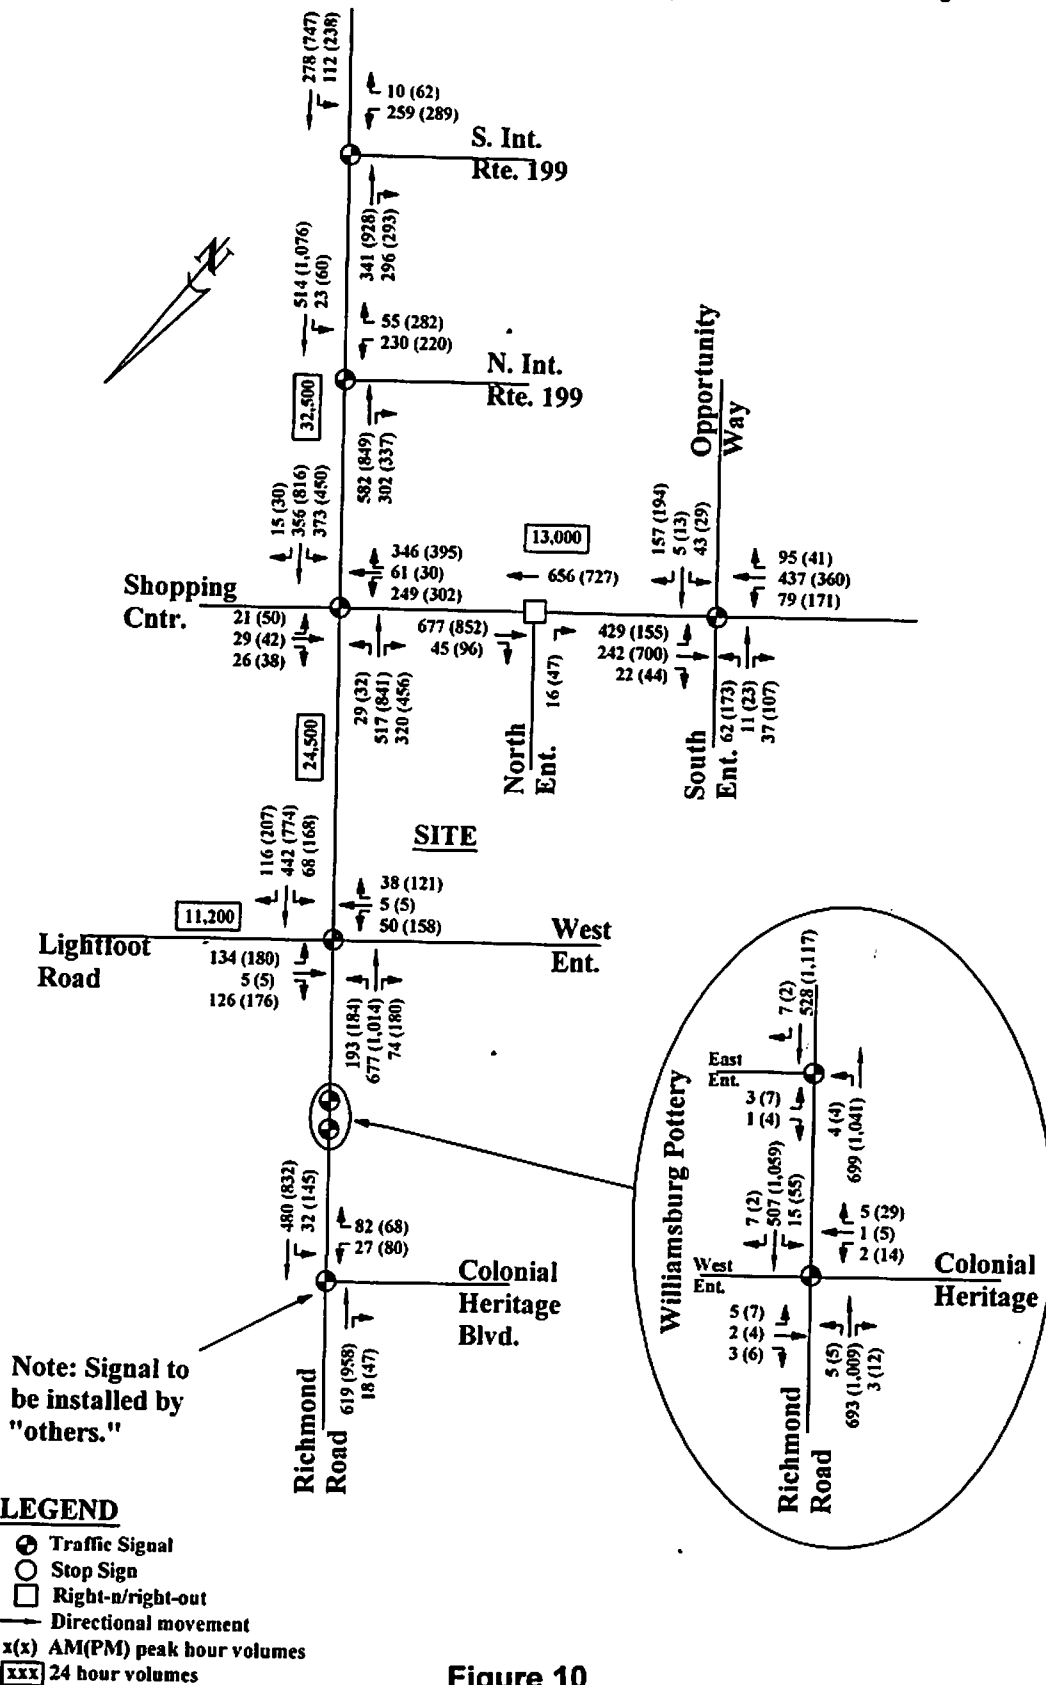 278 (747)
112 (238)
10 (62)
259 (289)
S. Int.
Rte. 199
341 (928)
296 (293)
N
514 (1,076)
23 (60)
55 (282)
230 (220)
N. Int.
Rte. 199
32,500
582 (849)
302 (337)
Opportunity
Way
15 (30)
356 (816)
373 (450)
346 (395)
61 (30)
249 (302)
13,000
656 (727)
157 (194)
5 (13)
43 (29)
95 (41)
437 (360)
79 (171)
Shopping
Cntr.
21 (50)
29 (42)
26 (38)
29 (32)
517 (841)
320 (456)
677 (852)
45 (96)
16 (47)
North
Ent.
429 (155)
242 (700)
22 (44)
62 (173)
11 (23)
37 (107)
South
Ent.
24,500
SITE
116 (207)
442 (774)
68 (168)
38 (121)
5 (5)
50 (158)
11,200
Lightfoot
Road
134 (180)
5 (5)
126 (176)
West
Ent.
193 (184)
677 (1,014)
74 (180)
480 (832)
32 (145)
82 (68)
27 (80)
Colonial
Heritage
Blvd.
619 (958)
18 (47)
Richmond
Road
Note: Signal to
be installed by
"others."
7 (2)
528 (1,117)
East
Ent.
3 (7)
1 (4)
4 (4)
699 (1,041)
Williamsburg Pottery
7 (2)
507 (1,059)
15 (55)
5 (29)
1 (5)
2 (14)
West
Ent.
Colonial
Heritage
5 (7)
2 (4)
3 (6)
5 (5)
693 (1,009)
3 (12)
Richmond
Road
LEGEND
Traffic Signal
Stop Sign
Right-n/right-out
Directional movement
x(x) AM(PM) peak hour volumes
xxx 24 hour volumes
Figure 10